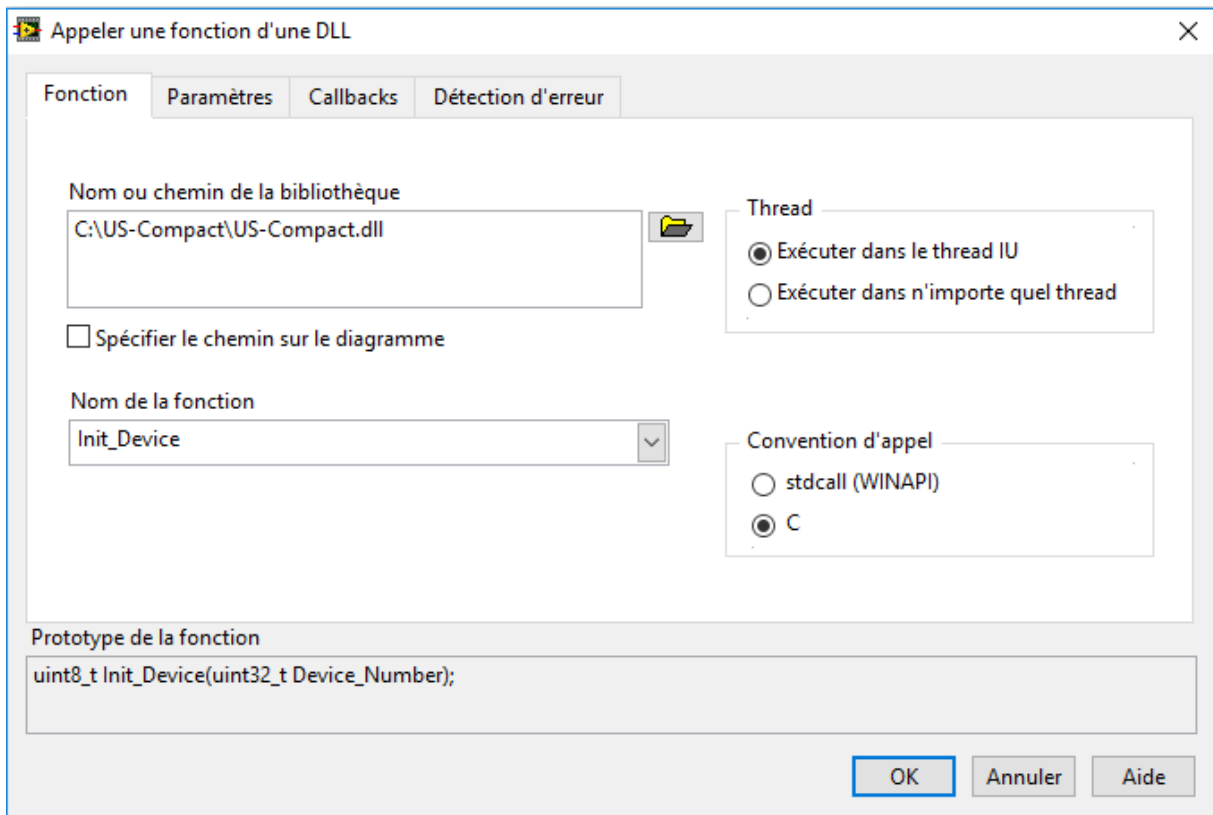 Appeler une fonction d'une DLL
Fonction Paramètres Callbacks Détection d'erreur
Nom ou chemin de la bibliothèque
C:\US-Compact\US-Compact.dll
Thread
Exécuter dans le thread IU
Exécuter dans n'importe quel thread
Spécifier le chemin sur le diagramme
Nom de la fonction
Init_Device
Convention d'appel
stdcall (WINAPI)
C
Prototype de la fonction
uint8_t Init_Device(uint32_t Device_Number);
OK Annuler Aide